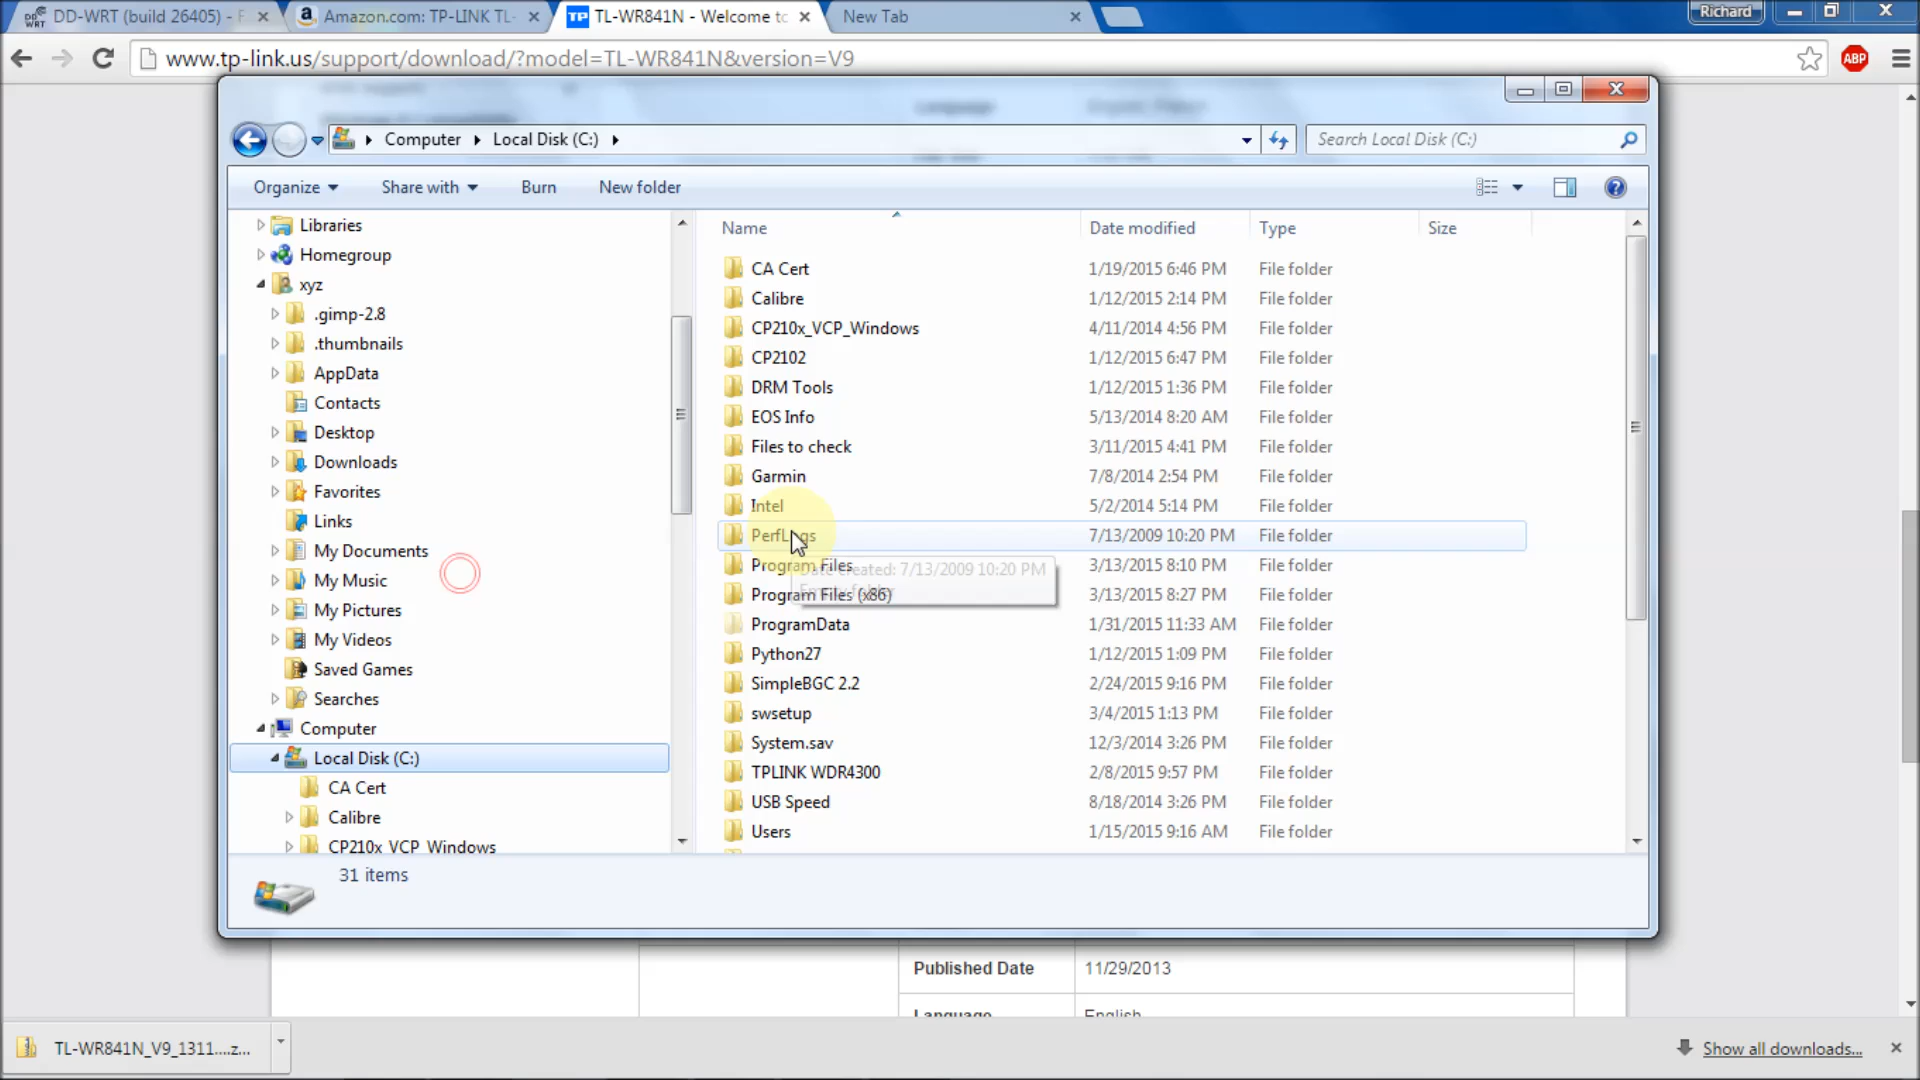 DD-WRT (build 26405) - F
Amazon.com: TP-LINK TL-
TL-WR841N - Welcome to
New Tab
Richard
www.tp-link.us/support/download/?model=TL-WR841N&version=V9
ABP
Computer
Local Disk (C:)
Search Local Disk (C:)
Organize
Share with
Burn
New folder
Libraries
Homegroup
xyz
.gimp-2.8
.thumbnails
AppData
Contacts
Desktop
Downloads
Favorites
Links
My Documents
My Music
My Pictures
My Videos
Saved Games
Searches
Computer
Local Disk (C:)
CA Cert
Calibre
CP210x_VCP_Windows
Name Date modified Type Size
CA Cert 1/19/2015 6:46 PM File folder
Calibre 1/12/2015 2:14 PM File folder
CP210x_VCP_Windows 4/11/2014 4:56 PM File folder
CP2102 1/12/2015 6:47 PM File folder
DRM Tools 1/12/2015 1:36 PM File folder
EOS Info 5/13/2014 8:20 AM File folder
Files to check 3/11/2015 4:41 PM File folder
Garmin 7/8/2014 2:54 PM File folder
Intel 5/2/2014 5:14 PM File folder
PerfLogs 7/13/2009 10:20 PM File folder
Program Files 3/13/2015 8:10 PM File folder
Date created: 7/13/2009 10:20 PM
Program Files (x86) 3/13/2015 8:27 PM File folder
ProgramData 1/31/2015 11:33 AM File folder
Python27 1/12/2015 1:09 PM File folder
SimpleBGC 2.2 2/24/2015 9:16 PM File folder
swsetup 3/4/2015 1:13 PM File folder
System.sav 12/3/2014 3:26 PM File folder
TPLINK WDR4300 2/8/2015 9:57 PM File folder
USB Speed 8/18/2014 3:26 PM File folder
Users 1/15/2015 9:16 AM File folder
31 items
Published Date 11/29/2013
Language English
TL-WR841N_V9_1311....z...
Show all downloads...